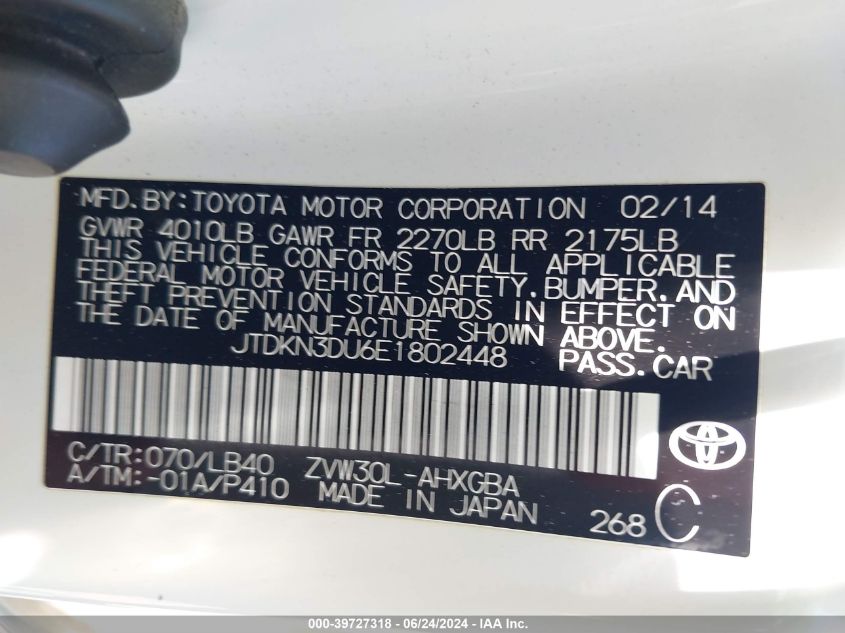 MFD. BY: TOYOTA MOTOR CORPORATION 02/14
GVWR 4010LB GAWR FR 2270LB RR 2175LB
THIS VEHICLE CONFORMS TO ALL APPLICABLE
FEDERAL MOTOR VEHICLE SAFETY, BUMPER, AND
THEFT PREVENTION STANDARDS IN EFFECT ON
THE DATE OF MANUFACTURE SHOWN ABOVE.
JTDKN3DU6E1802448 PASS. CAR
C/TR: 070/LB40 ZVW30L-AHXGBA
A/TM: -01A/P410 MADE IN JAPAN
268 C
000-39727318 - 06/24/2024 - IAA Inc.